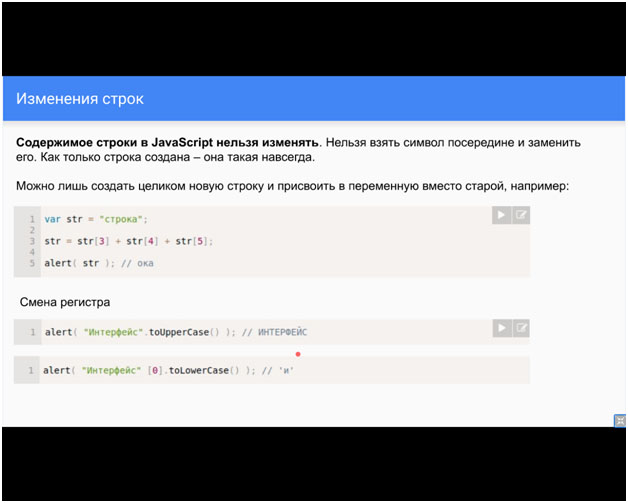 Изменения строк
Содержимое строки в JavaScript нельзя изменять. Нельзя взять символ посередине и заменить
его. Как только строка создана – она такая навсегда.
Можно лишь создать целиком новую строку и присвоить в переменную вместо старой, например:
1 var str = "строка";
2
3 str = str[3] + str[4] + str[5];
4
5 alert( str ); // ока
Смена регистра
1 alert( "Интерфейс".toUpperCase() ); // ИНТЕРФЕЙС
1 alert( "Интерфейс" [0].toLowerCase() ); // 'и'